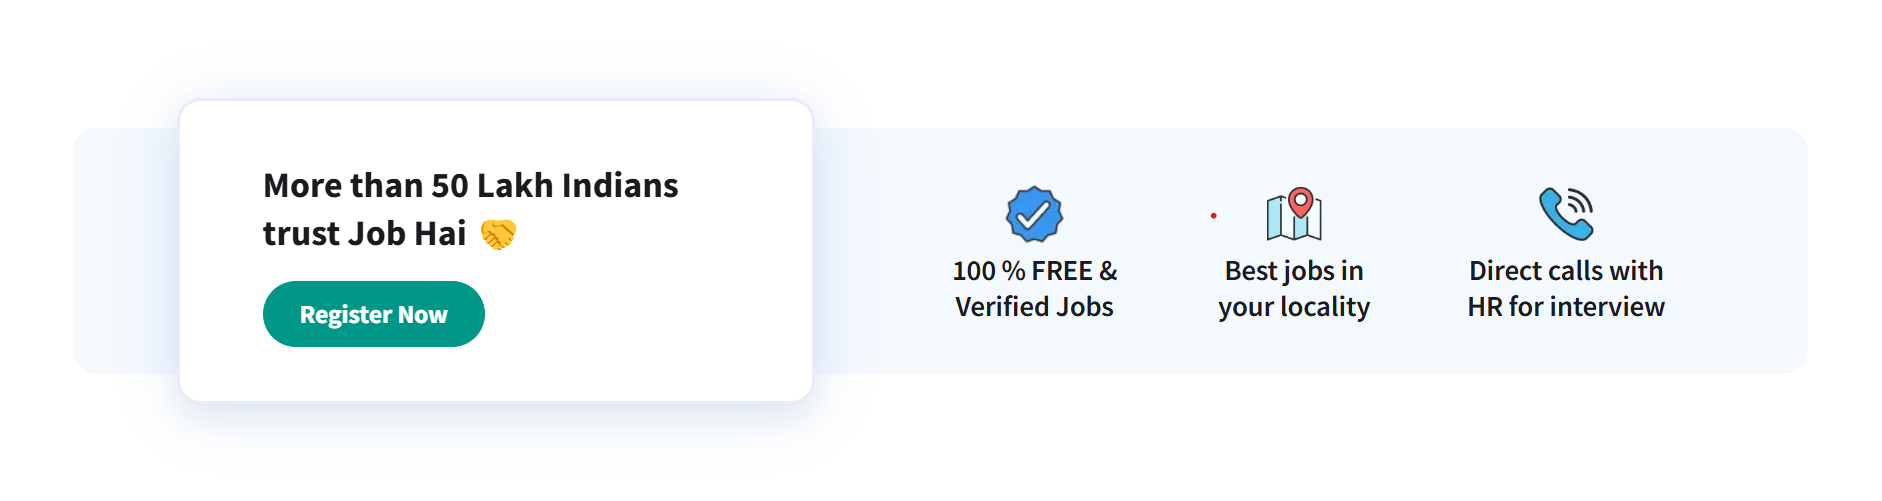 More than 50 Lakh Indians
trust Job Hai 🤝
Register Now
100 % FREE &
Verified Jobs
Best jobs in
your locality
Direct calls with
HR for interview